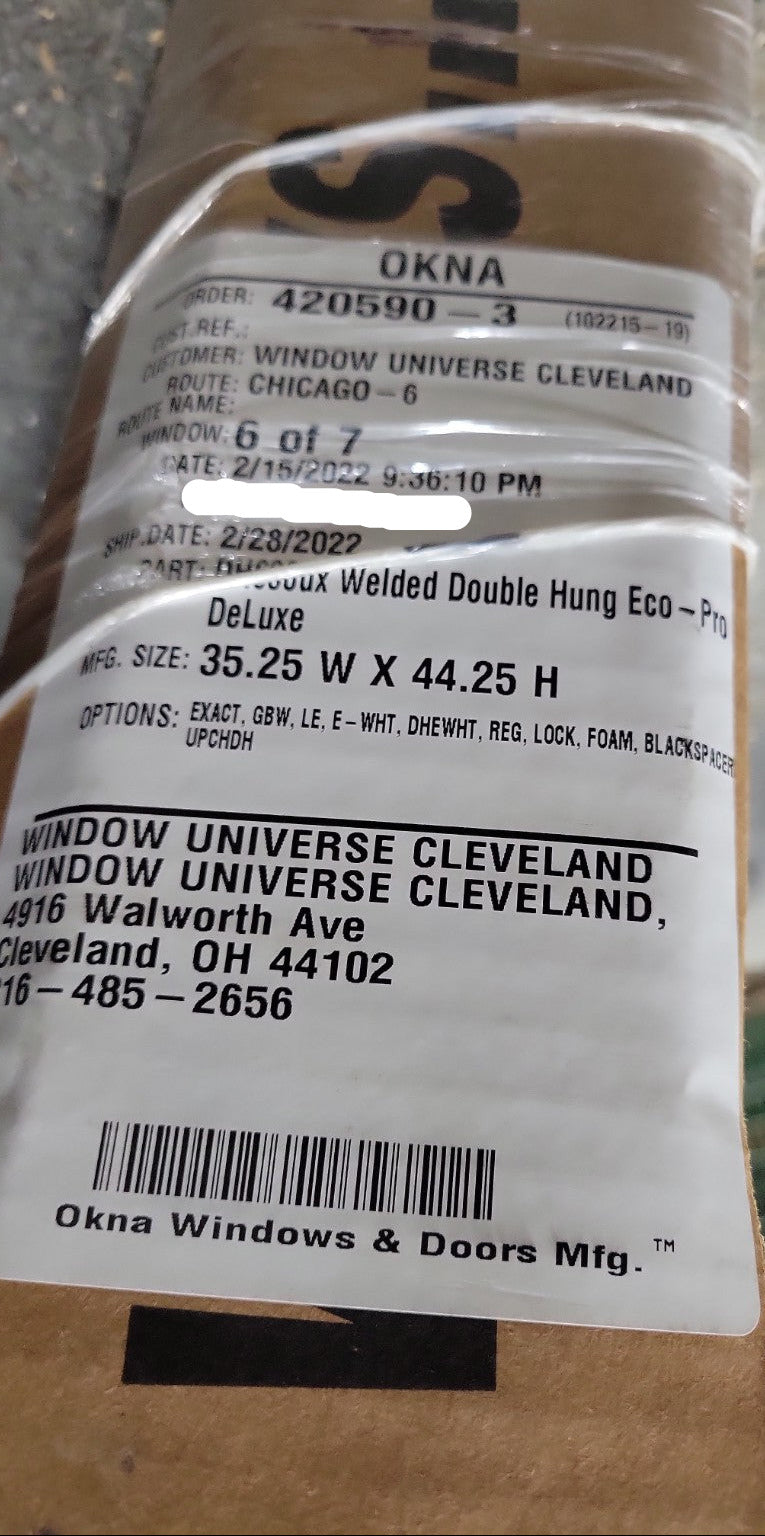 OKNA
ORDER: 420590-3 (102215-19)
CUST.REF.:
CUSTOMER: WINDOW UNIVERSE CLEVELAND
ROUTE: CHICAGO-6
ROUTE NAME:
WINDOW: 6 of 7
DATE: 2/15/2022 9:36:10 PM
SHIP.DATE: 2/28/2022
PART: Welded Double Hung Eco-Pro
DeLuxe
MFG. SIZE: 35.25 W X 44.25 H
OPTIONS: EXACT, GBW, LE, E-WHT, DHEWHT, REG, LOCK, FOAM, BLACKSPACER
UPCHDH
WINDOW UNIVERSE CLEVELAND
WINDOW UNIVERSE CLEVELAND,
4916 Walworth Ave
Cleveland, OH 44102
16-485-2656
Okna Windows & Doors Mfg.™